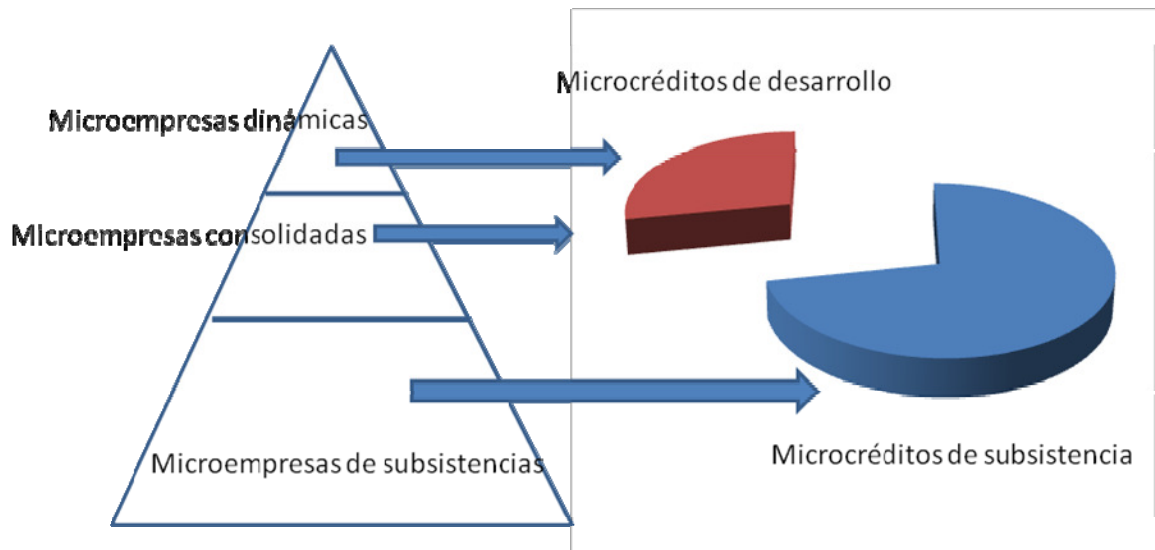 Microcréditos de desarrollo
Microempresas dinámicas
Microempresas consolidadas
Microempresas de subsistencias
Microcréditos de subsistencia